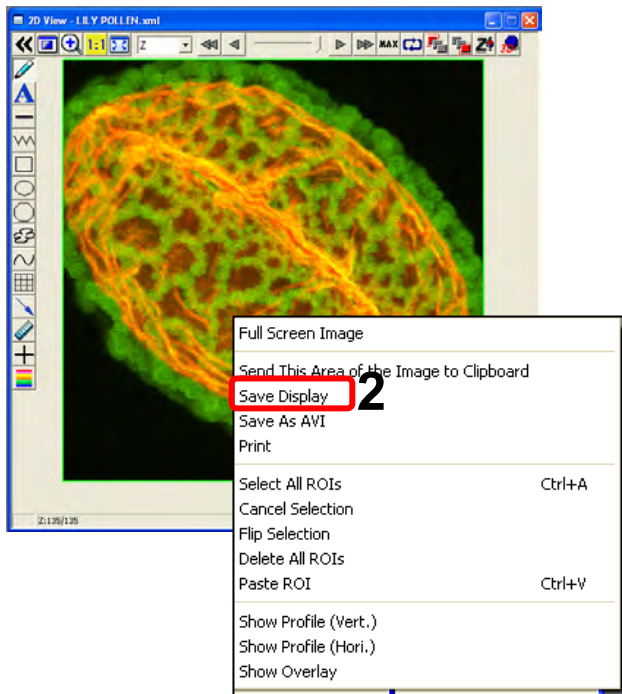 2D View - LILY POLLEN.xml
1:1 Z MAX Z 3D
A
Full Screen Image
Send This Area of the Image to Clipboard
Save Display 2
Save As AVI
Print
Select All ROIs Ctrl+A
Cancel Selection
Flip Selection
Delete All ROIs
Paste ROI Ctrl+V
Z:135/135
Show Profile (Vert.)
Show Profile (Hori.)
Show Overlay